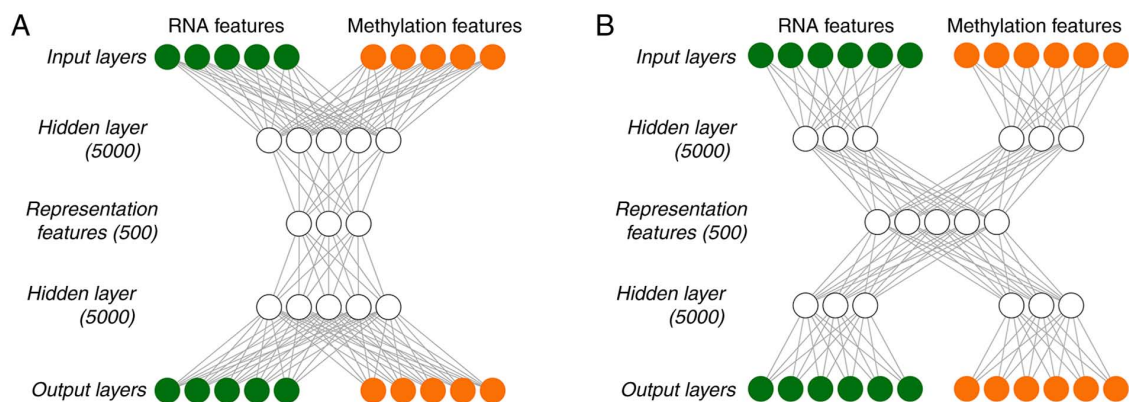 A
RNA features
Methylation features
Input layers
Hidden layer
(5000)
Representation
features (500)
Hidden layer
(5000)
Output layers
B
RNA features
Methylation features
Input layers
Hidden layer
(5000)
Representation
features (500)
Hidden layer
(5000)
Output layers